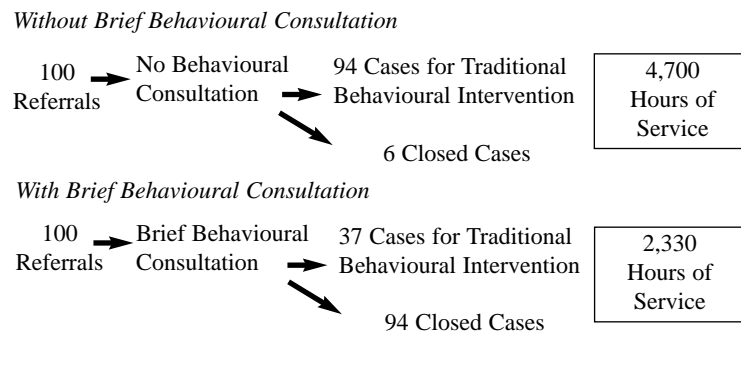 Without Brief Behavioural Consultation
100
Referrals
No Behavioural
Consultation
94 Cases for Traditional
Behavioural Intervention
6 Closed Cases
4,700
Hours of
Service
With Brief Behavioural Consultation
100
Referrals
Brief Behavioural
Consultation
37 Cases for Traditional
Behavioural Intervention
94 Closed Cases
2,330
Hours of
Service